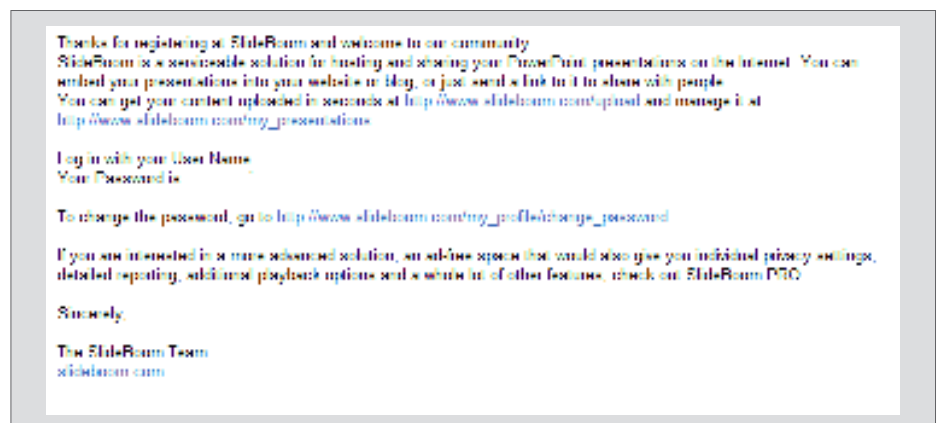 Thanks for registering at SlideBoom and welcome to our community.
SlideBoom is a serviceable solution for hosting and sharing your PowerPoint presentations on the Internet. You can
embed your presentations into your website or blog, or just send a link to it to share with people.
You can get your content uploaded in seconds at http://www.slideboom.com/upload and manage it at
http://www.slideboom.com/my_presentations

Log in with your User Name
Your Password is

To change the password, go to http://www.slideboom.com/my_profile/change_password

If you are interested in a more advanced solution, an ad-free space that would also give you individual privacy settings,
detailed reporting, additional playback options and a whole lot of other features, check out SlideBoom PRO

Sincerely,

The SlideBoom Team
slideboom.com